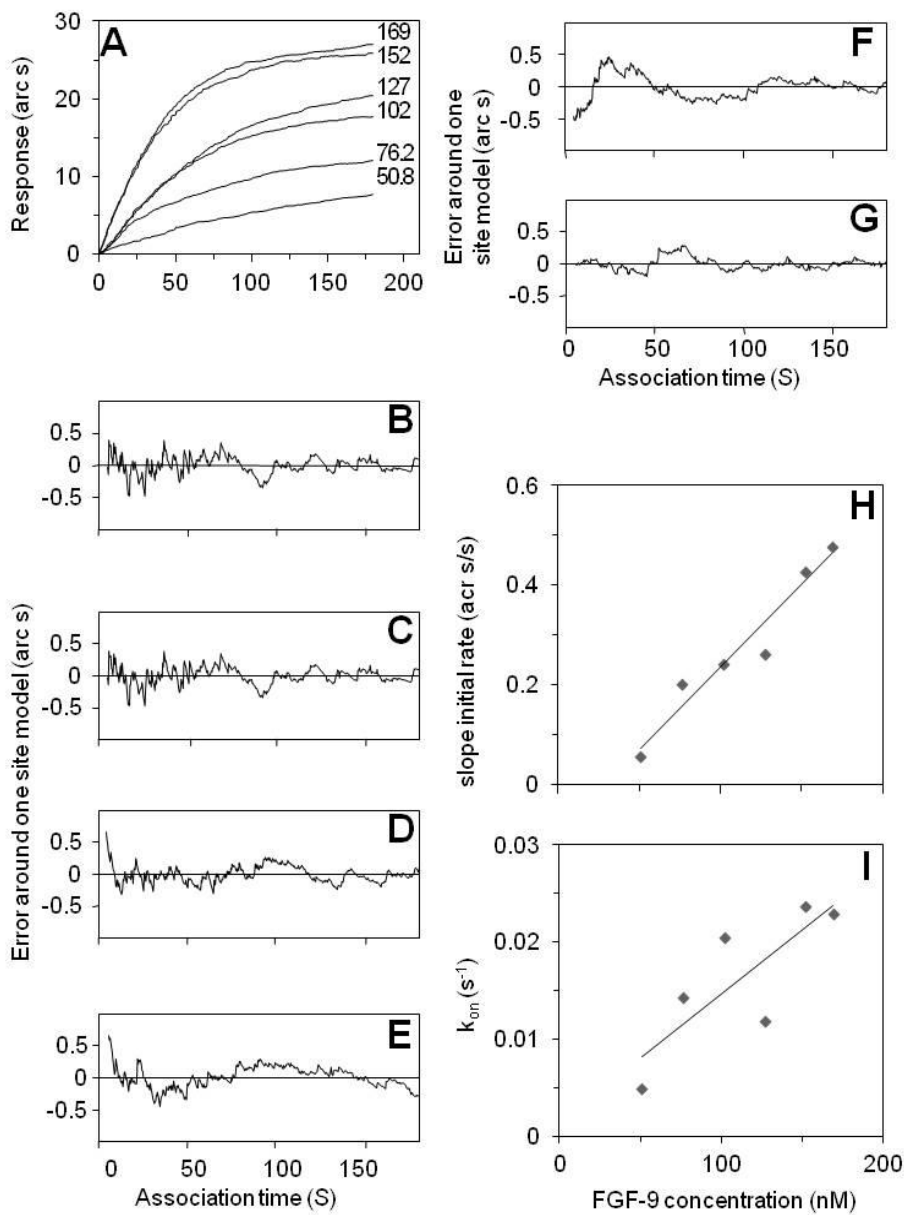 A
Response (arc s)
30
20
10
0
169
152
127
102
76.2
50.8
0 50 100 150 200
F
0.5
0
-0.5
G
0.5
0
-0.5
Error around one
site model (arc s)
0 50 100 150
Association time (S)
B
0.5
0
-0.5
C
0.5
0
-0.5
D
0.5
0
-0.5
E
0.5
0
-0.5
Error around one site model (arc s)
0 50 100 150
Association time (S)
H
slope initial rate (acr s/s)
0.6
0.4
0.2
0
I
kon (s-1)
0.03
0.02
0.01
0
0 100 200
FGF-9 concentration (nM)